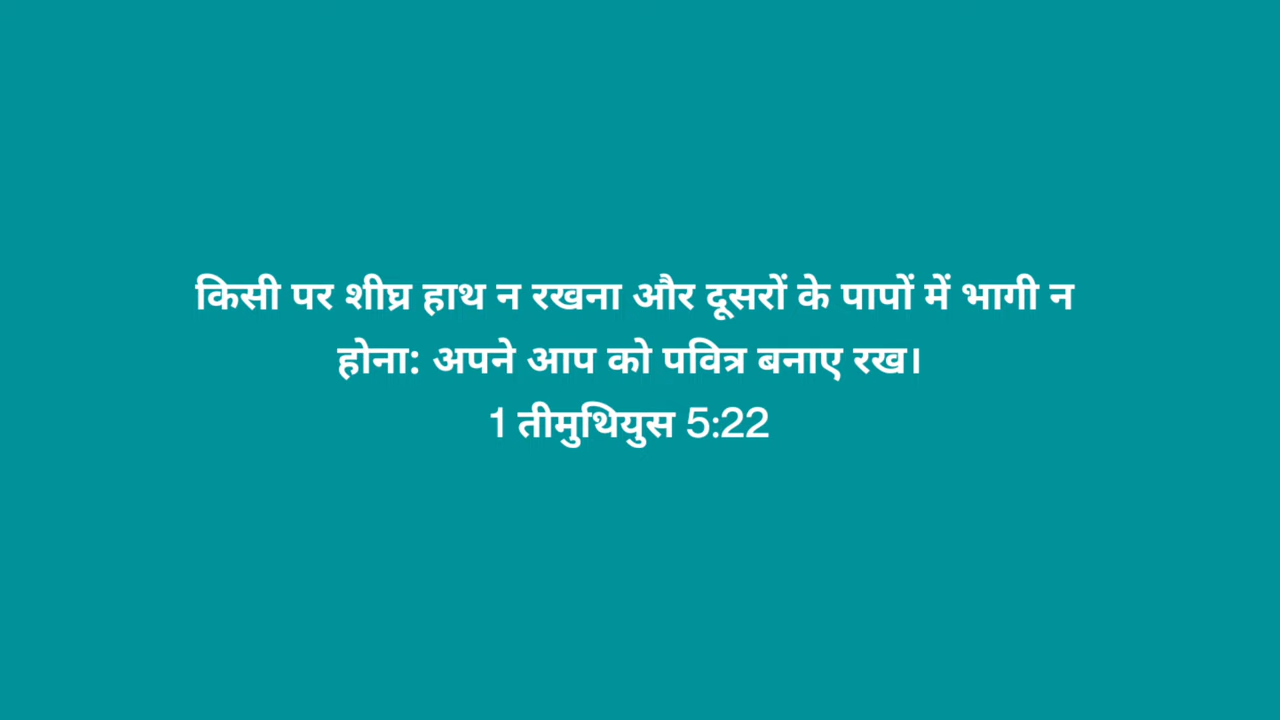 किसी पर शीघ्र हाथ न रखना और दूसरों के पापों में भागी न
होना: अपने आप को पवित्र बनाए रख।
1 तीमुथियुस 5:22